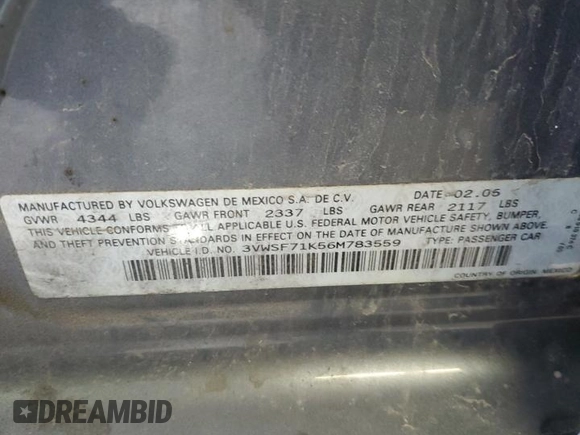 MANUFACTURED BY VOLKSWAGEN DE MEXICO S.A. DE C.V. DATE 02.05
GVWR 4344 LBS GAWR FRONT 2337 LBS GAWR REAR 2117 LBS
THIS VEHICLE CONFORMS TO ALL APPLICABLE U.S. FEDERAL MOTOR VEHICLE SAFETY, BUMPER,
AND THEFT PREVENTION STANDARDS IN EFFECT ON THE DATE OF MANUFACTURE SHOWN ABOVE.
VEHICLE I.D. NO. 3VWSF71K56M783559 TYPE: PASSENGER CAR
COUNTRY OF ORIGIN: MEXICO
DREAMBID